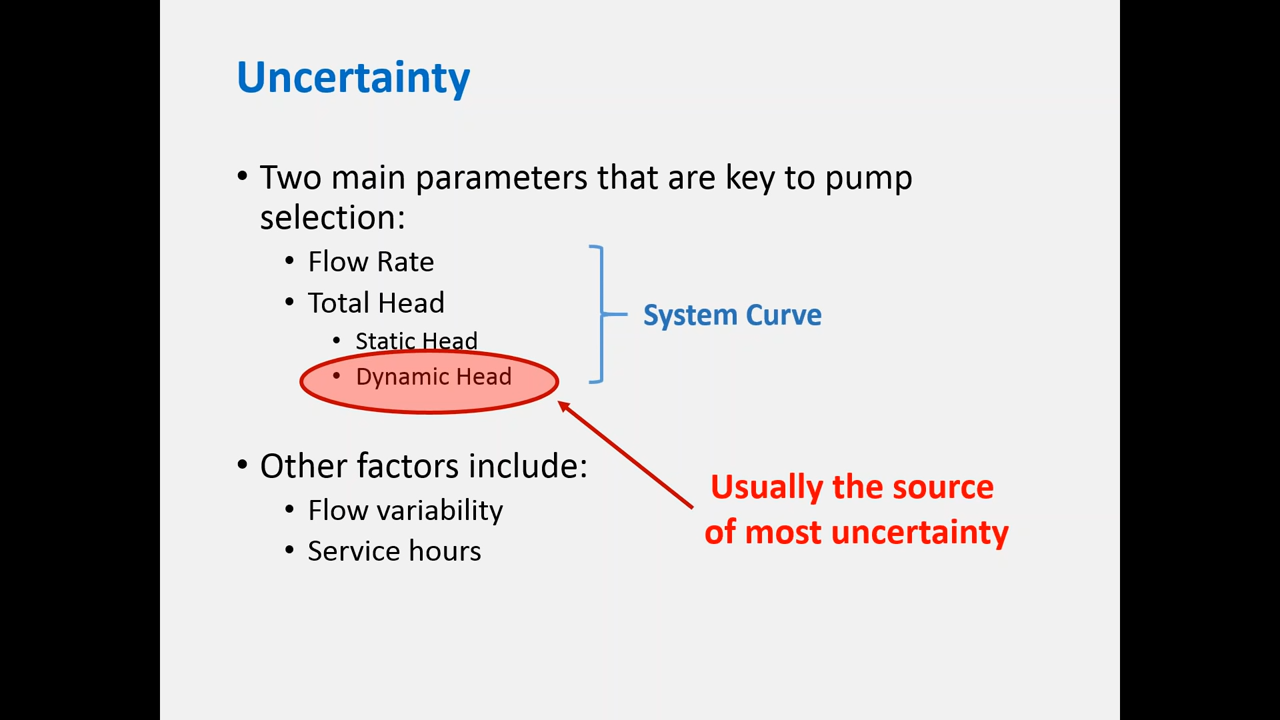 Uncertainty
• Two main parameters that are key to pump
selection:
• Flow Rate
• Total Head
• Static Head
• Dynamic Head
System Curve
• Other factors include:
• Flow variability
• Service hours
Usually the source
of most uncertainty